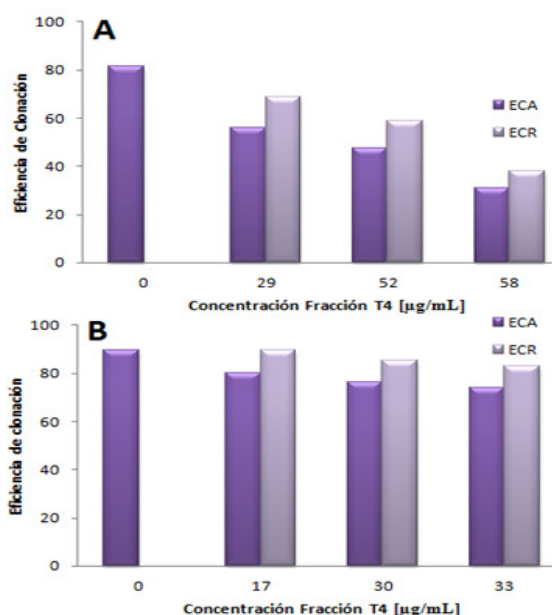 A
100
80
60
40
20
0
Eficiencia de Clonación
ECA
ECR
0 29 52 58
Concentración Fracción T4 [µg/mL]
B
100
80
60
40
20
0
Eficiencia de clonación
ECA
ECR
0 17 30 33
Concentración Fracción T4 [µg/mL]